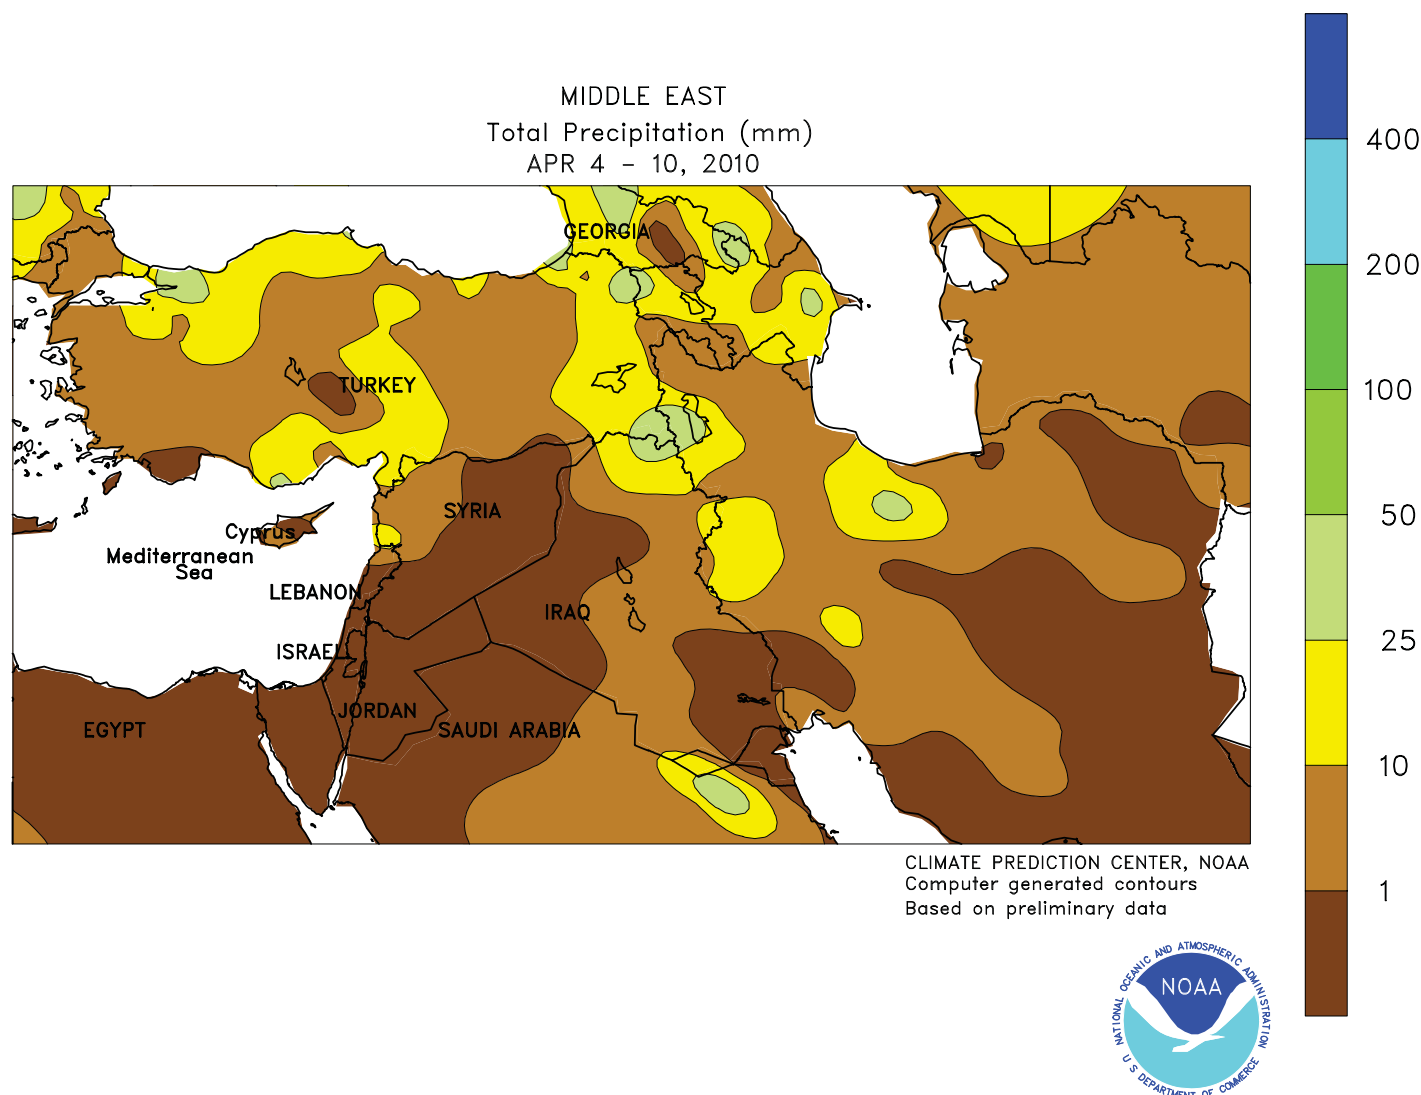 MIDDLE EAST
Total Precipitation (mm)
APR 4 - 10, 2010
400
200
100
50
25
10
1
GEORGIA
TURKEY
SYRIA
Cyprus
Mediterranean
Sea
LEBANON
IRAQ
ISRAEL
JORDAN
EGYPT
SAUDI ARABIA
CLIMATE PREDICTION CENTER, NOAA
Computer generated contours
Based on preliminary data
NATIONAL OCEANIC AND ATMOSPHERIC ADMINISTRATION
NOAA
U S DEPARTMENT OF COMMERCE